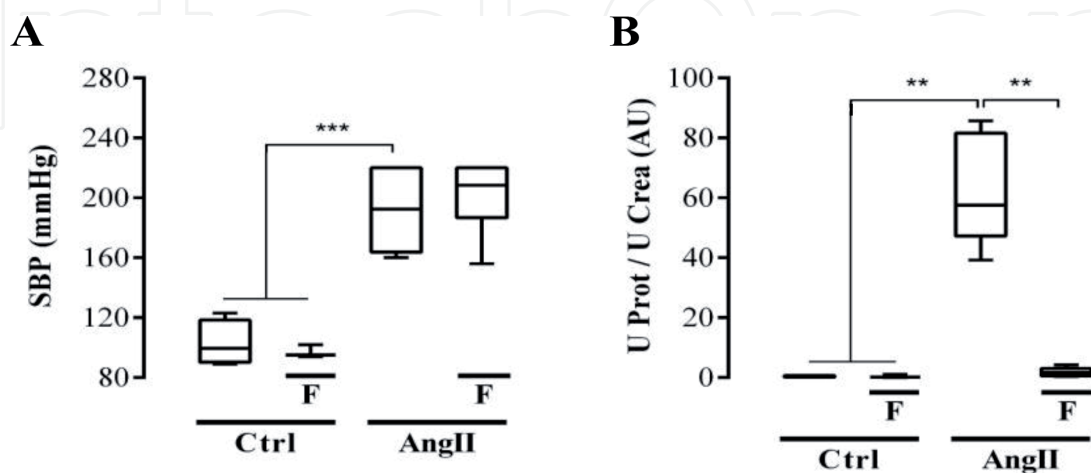 A
SBP (mmHg)
280
240
200
160
120
80
***
F
F
Ctrl
AngII
B
U Prot / U Crea (AU)
100
80
60
40
20
0
**
**
F
F
Ctrl
AngII